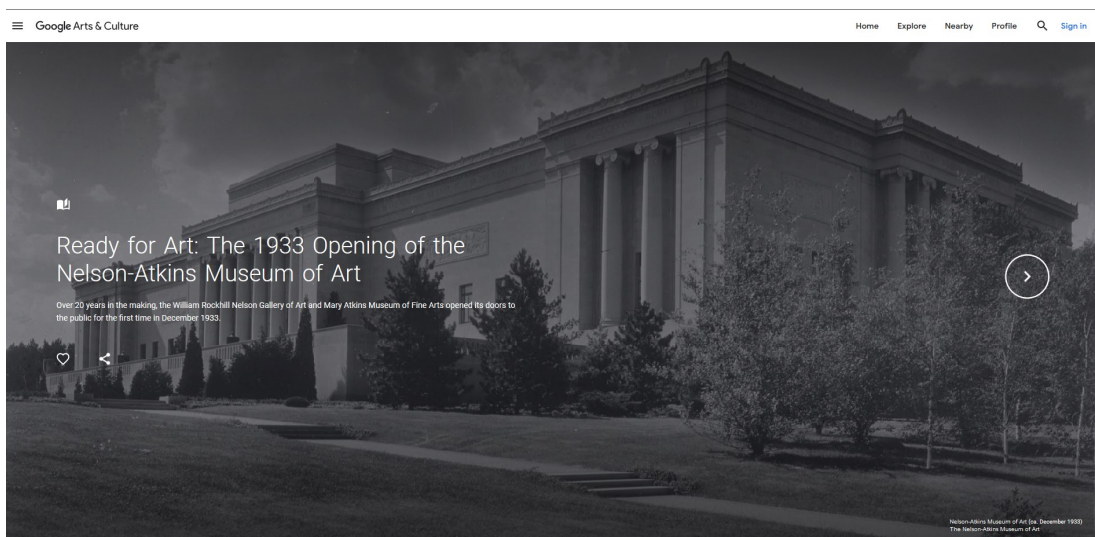 Google Arts & Culture
Home Explore Nearby Profile Sign in
Ready for Art: The 1933 Opening of the
Nelson-Atkins Museum of Art
Over 20 years in the making, the William Rockhill Nelson Gallery of Art and Mary Atkins Museum of Fine Arts opened its doors to
the public for the first time in December 1933.
Nelson-Atkins Museum of Art (ca. December 1933)
The Nelson-Atkins Museum of Art